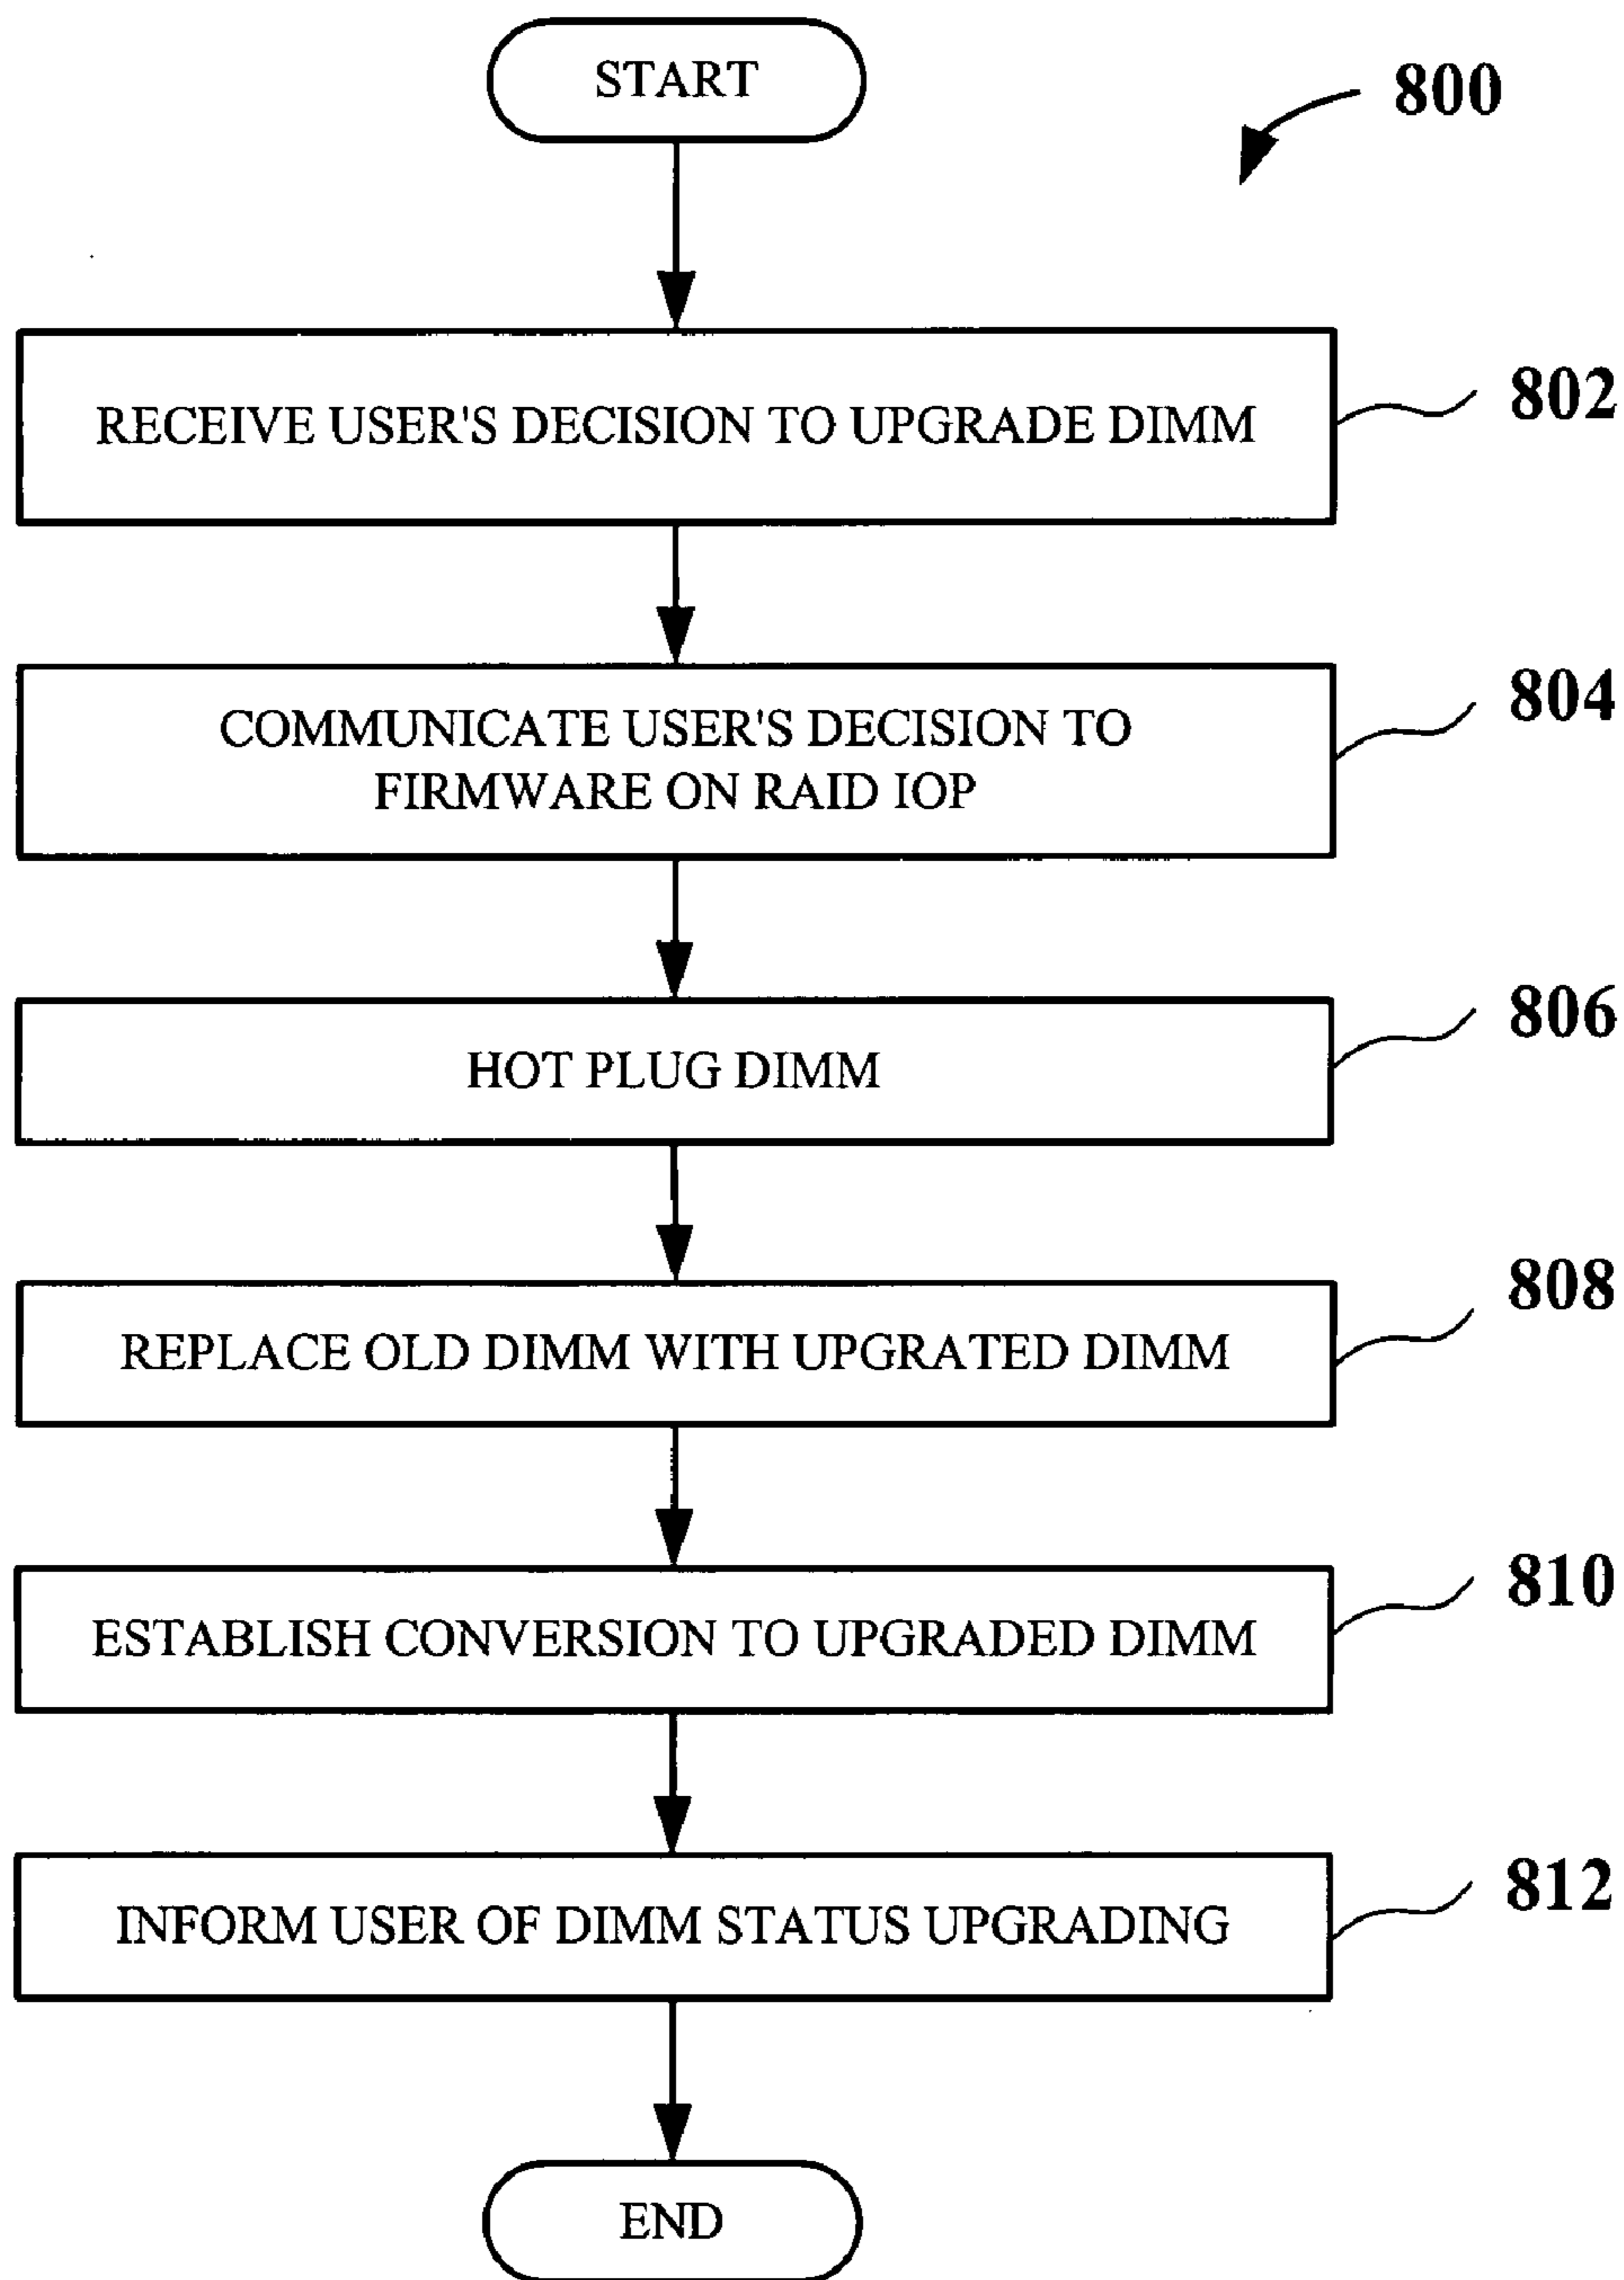 START
800
RECEIVE USER'S DECISION TO UPGRADE DIMM
802
COMMUNICATE USER'S DECISION TO
FIRMWARE ON RAID IOP
804
HOT PLUG DIMM
806
REPLACE OLD DIMM WITH UPGRATED DIMM
808
ESTABLISH CONVERSION TO UPGRADED DIMM
810
INFORM USER OF DIMM STATUS UPGRADING
812
END